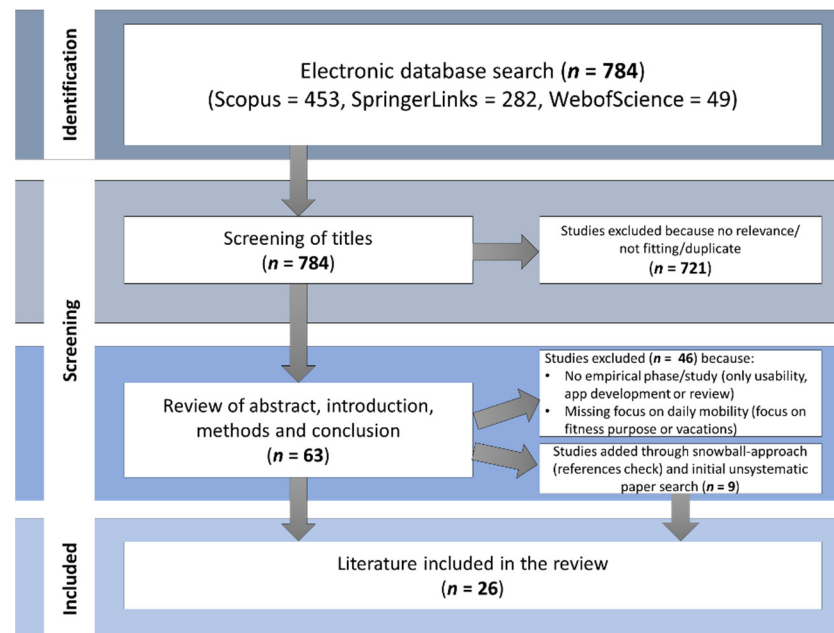 Identification
Electronic database search (n = 784)
(Scopus = 453, SpringerLinks = 282, WebofScience = 49)
Screening
Screening of titles
(n = 784)
Studies excluded because no relevance/
not fitting/duplicate
(n = 721)
Review of abstract, introduction,
methods and conclusion
(n = 63)
Studies excluded (n = 46) because:
• No empirical phase/study (only usability,
app development or review)
• Missing focus on daily mobility (focus on
fitness purpose or vacations)
Studies added through snowball-approach
(references check) and initial unsystematic
paper search (n = 9)
Included
Literature included in the review
(n = 26)